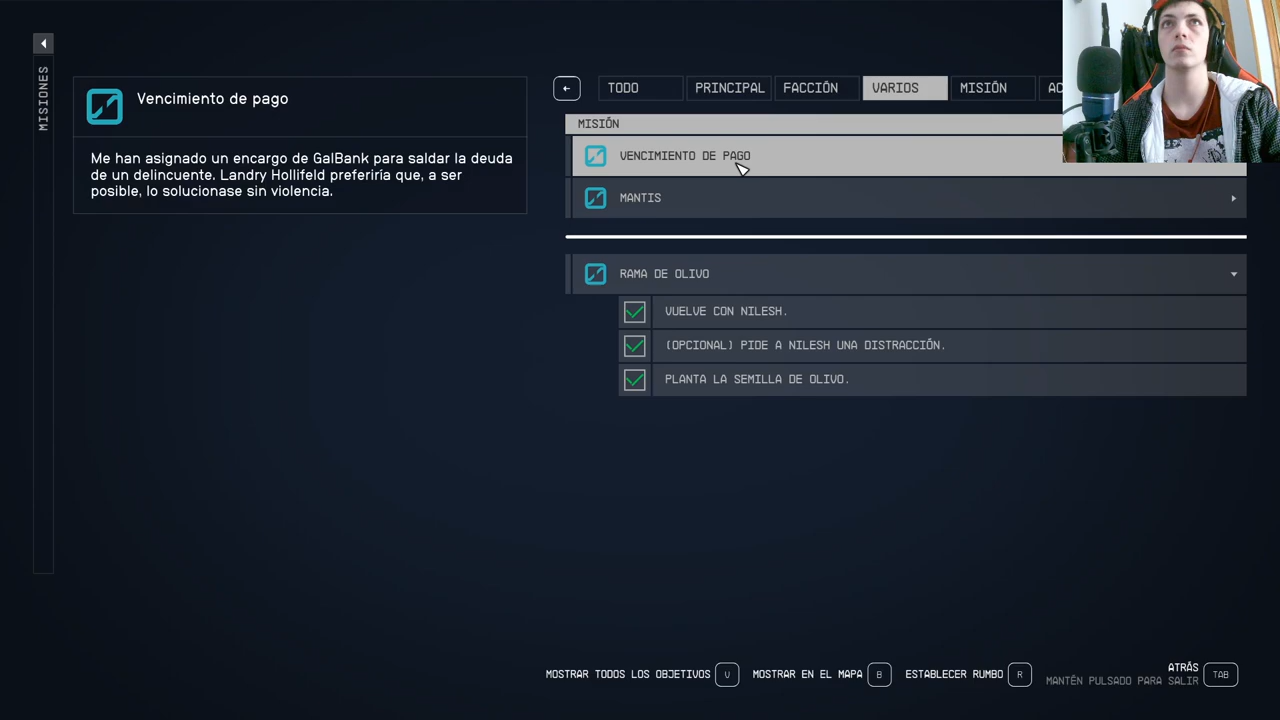 MISIONES
Vencimiento de pago
Me han asignado un encargo de GalBank para saldar la deuda
de un delincuente. Landry Hollifeld preferiría que, a ser
posible, lo solucionase sin violencia.
TODO PRINCIPAL FACCIÓN VARIOS MISIÓN
MISIÓN
VENCIMIENTO DE PAGO
MANTIS
RAMA DE OLIVO
VUELVE CON NILESH.
(OPCIONAL) PIDE A NILESH UNA DISTRACCIÓN.
PLANTA LA SEMILLA DE OLIVO.
MOSTRAR TODOS LOS OBJETIVOS U MOSTRAR EN EL MAPA B ESTABLECER RUMBO R ATRÁS TAB
MANTÉN PULSADO PARA SALIR